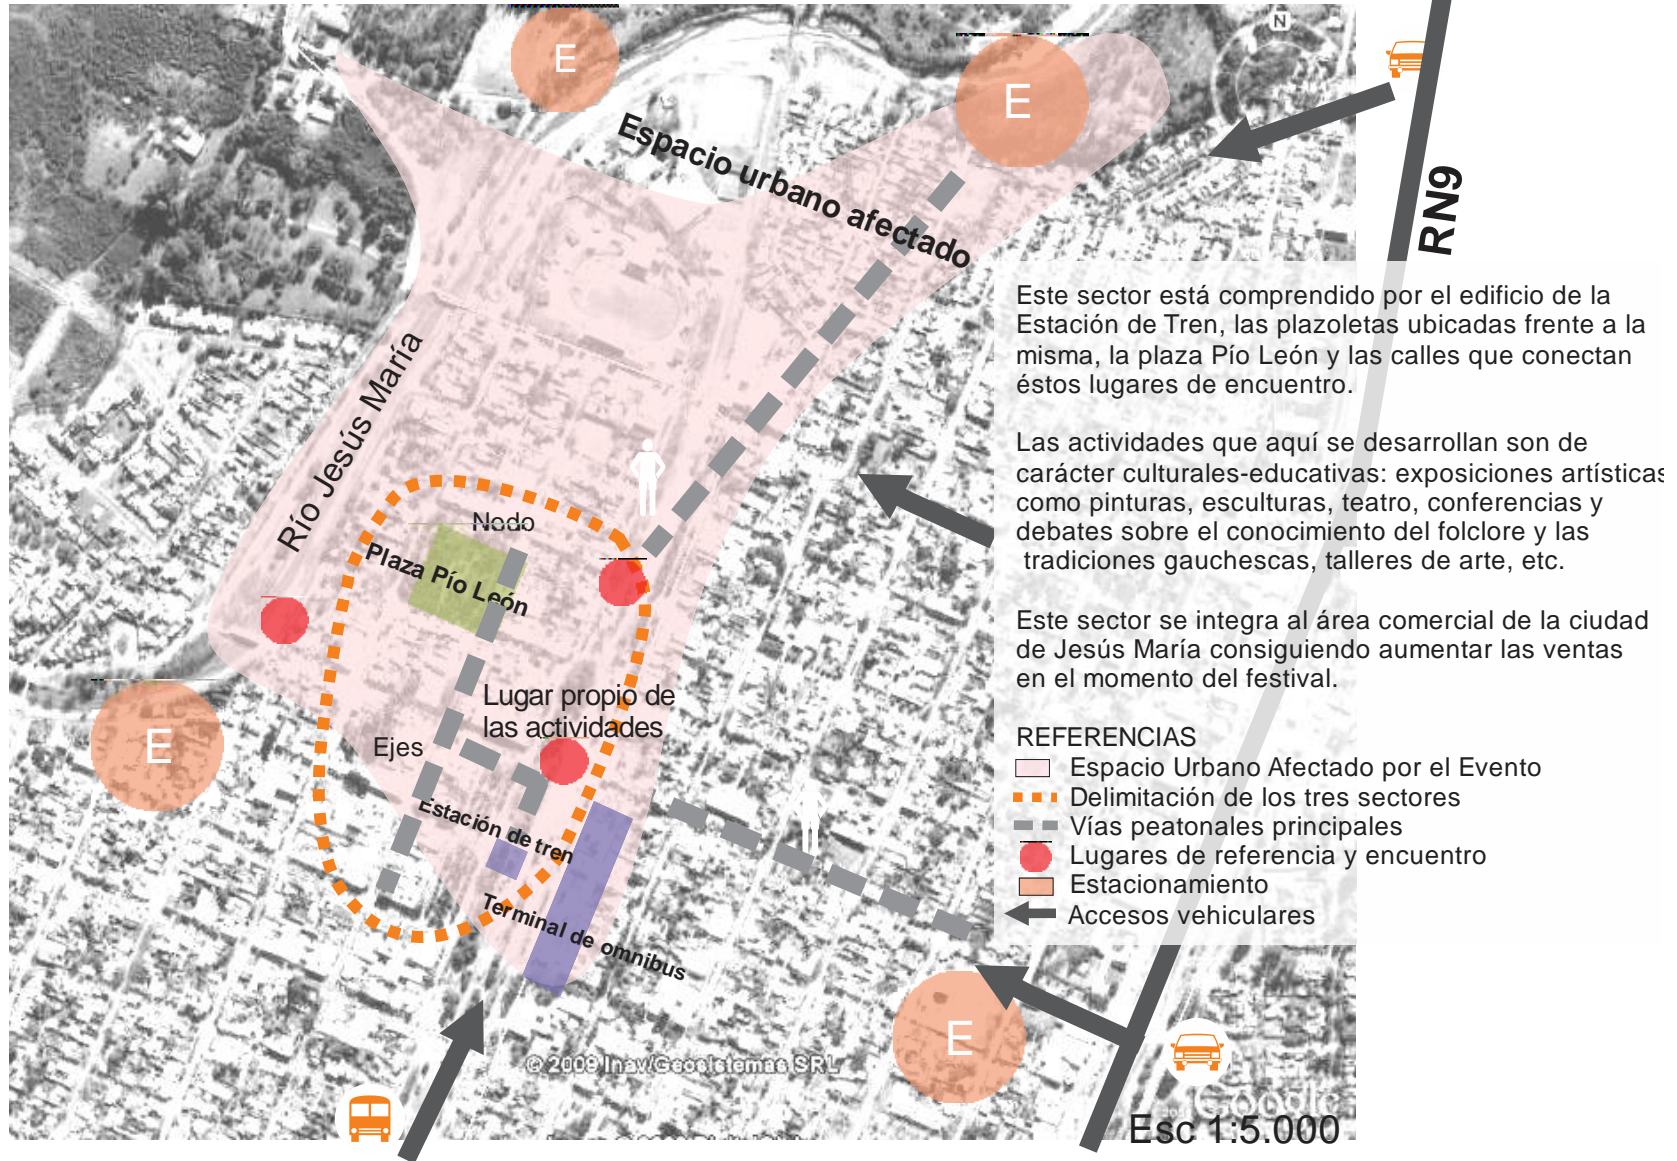 E
E
N
Espacio urbano afectado
RN9
Este sector está comprendido por el edificio de la
Estación de Tren, las plazoletas ubicadas frente a la
misma, la plaza Pío León y las calles que conectan
éstos lugares de encuentro.
Las actividades que aquí se desarrollan son de
carácter culturales-educativas: exposiciones artísticas
como pinturas, esculturas, teatro, conferencias y
debates sobre el conocimiento del folclore y las
tradiciones gauchescas, talleres de arte, etc.
Este sector se integra al área comercial de la ciudad
de Jesús María consiguiendo aumentar las ventas
en el momento del festival.
REFERENCIAS
Espacio Urbano Afectado por el Evento
Delimitación de los tres sectores
Vías peatonales principales
Lugares de referencia y encuentro
Estacionamiento
Accesos vehiculares
Río Jesús María
Nodo
Plaza Pío León
Lugar propio de
las actividades
Ejes
E
Estación de tren
Terminal de omnibus
E
© 2009 Inav/Geosistemas SRL
Google
Esc 1:5.000